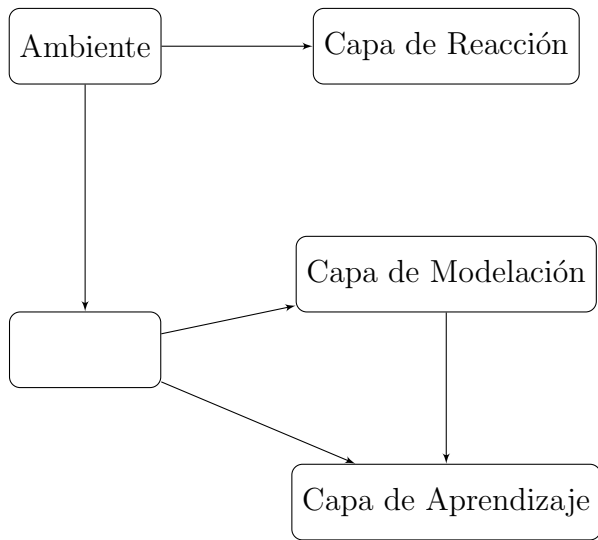 Ambiente
Capa de Reacción
Capa de Modelación
Capa de Aprendizaje